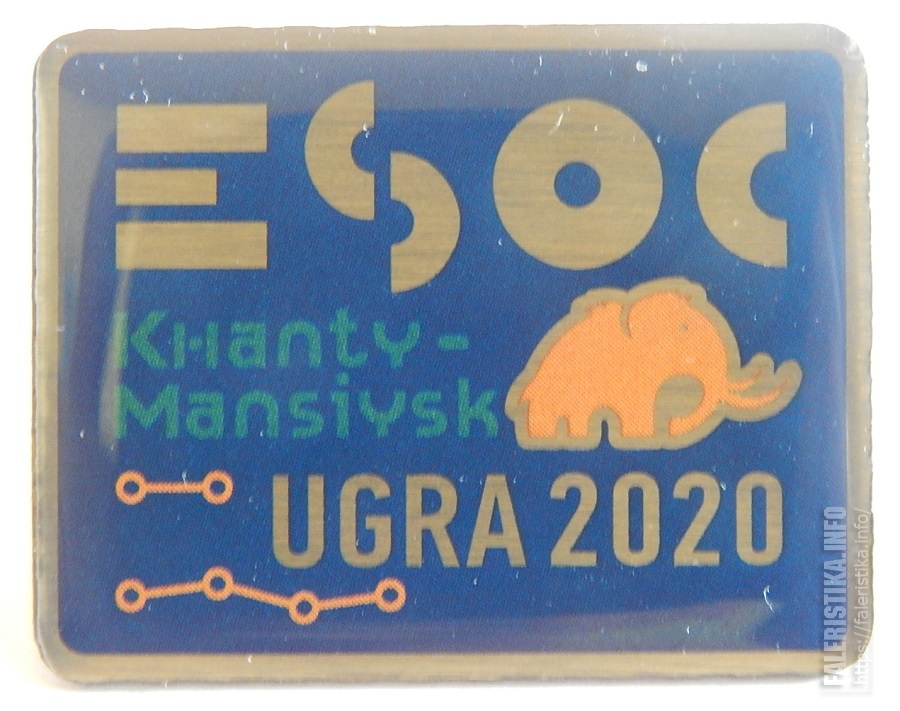 ESOC
Khanty-
Mansiysk
UGRA 2020
FALERISTIKA.INFO
https://faleristika.info/